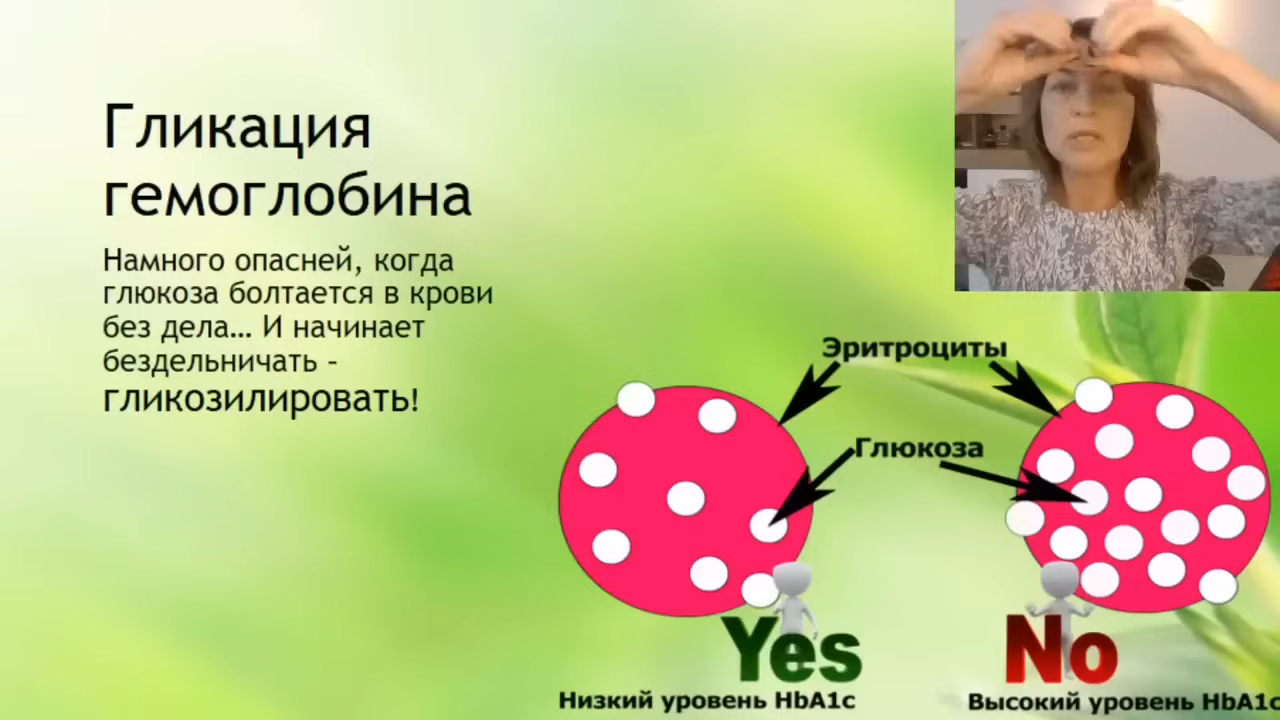 Гликация
гемоглобина
Намного опасней, когда
глюкоза болтается в крови
без дела… И начинает
бездельничать –
гликозилировать!
Эритроциты
Глюкоза
Yes
No
Низкий уровень HbA1c
Высокий уровень HbA1c